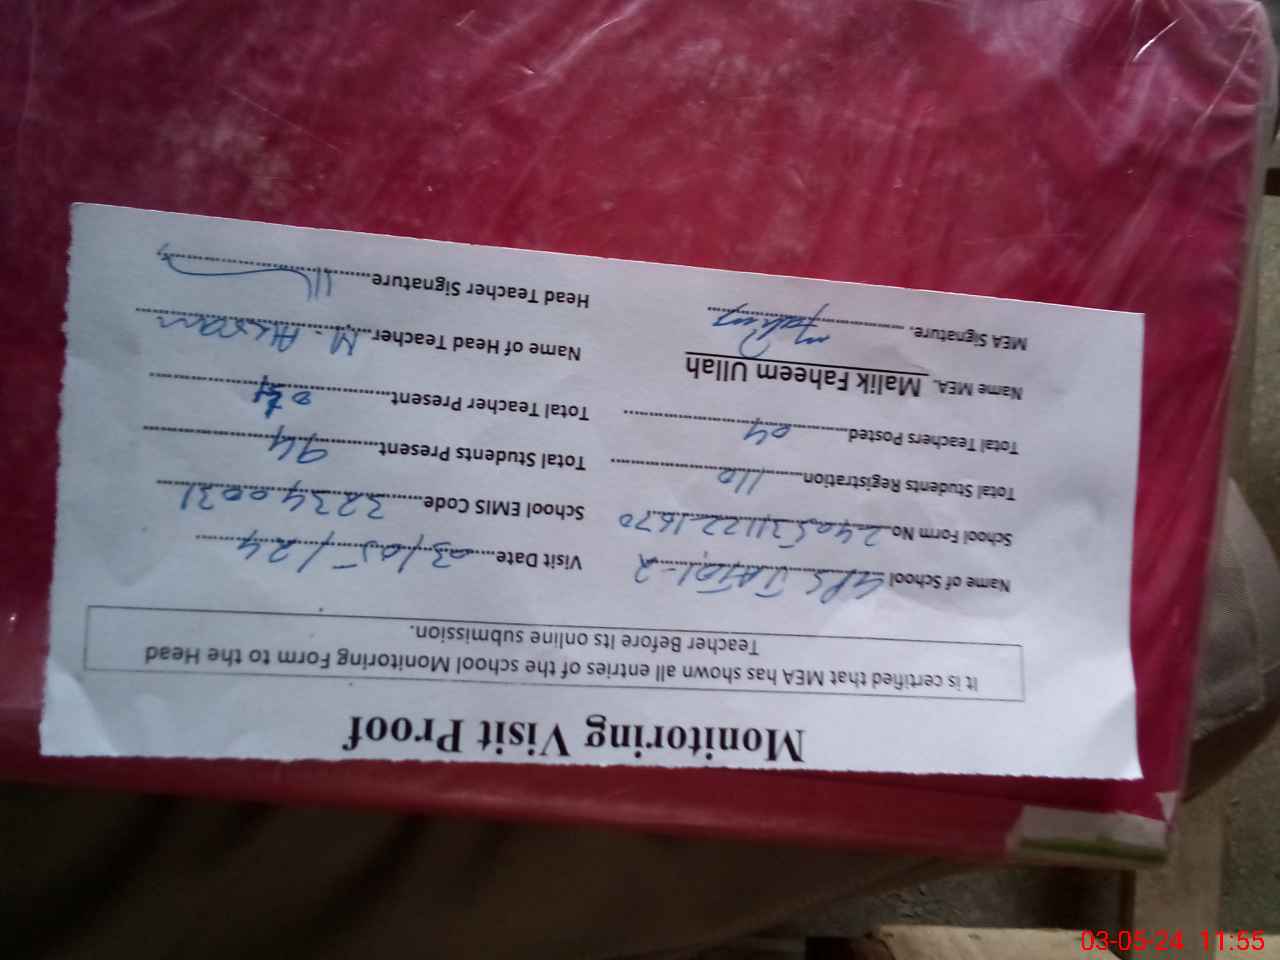 Monitoring Visit Proof
It is certified that MEA has shown all entries of the school Monitoring Form to the Head
Teacher Before Its online submission.
Name of School GPS Jafal-2 Visit Date 03/05/24
School Form No 2405311221670 School EMIS Code 32340031
Total Students Registration 110 Total Students Present 94
Total Teachers Posted 04 Total Teacher Present 04
Name MEA. Malik Faheem Ullah Name of Head Teacher M. Akram
MEA Signature. Head Teacher Signature
03-05-24 11:55